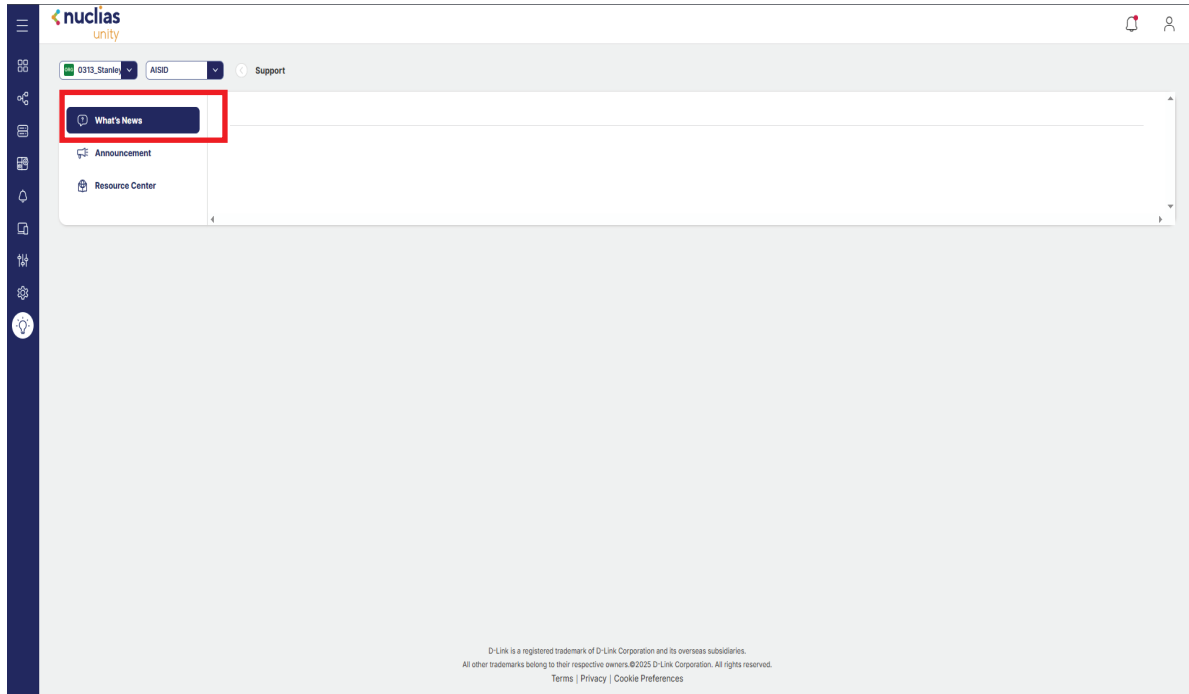 nuclias
unity
0313_Stanley
AISID
Support
What's News
Announcement
Resource Center
D-Link is a registered trademark of D-Link Corporation and its overseas subsidiaries.
All other trademarks belong to their respective owners.©2025 D-Link Corporation. All rights reserved.
Terms | Privacy | Cookie Preferences